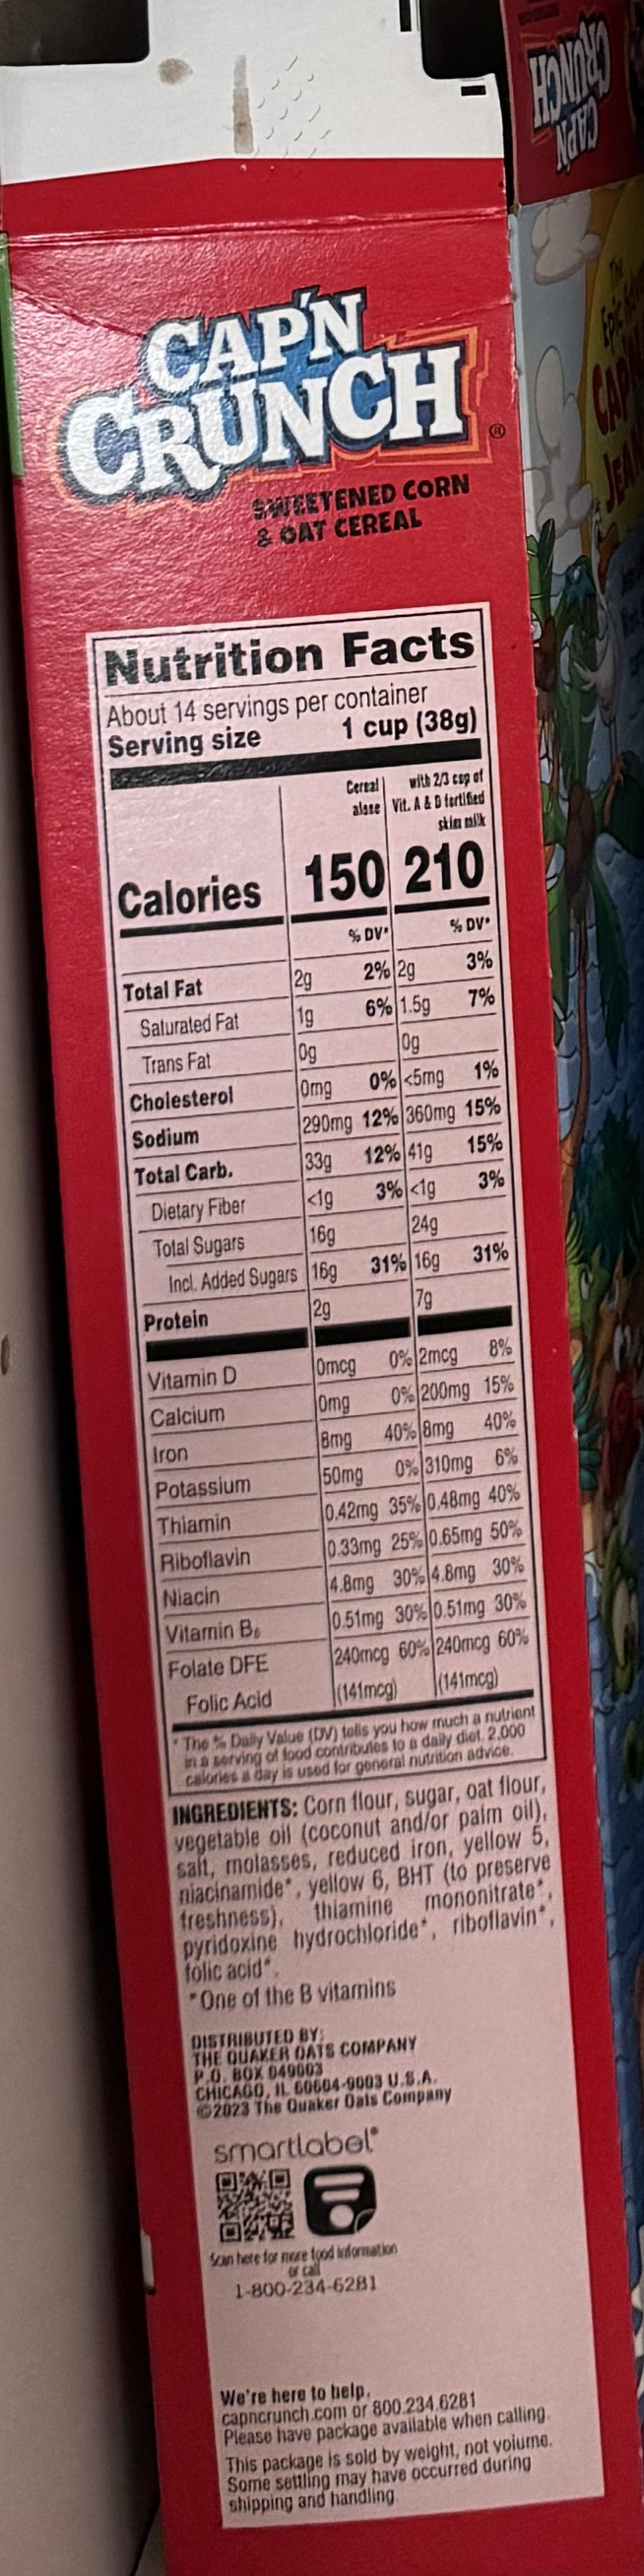 CAP'N
CRUNCH
CAP'N
CRUNCH®
SWEETENED CORN
& OAT CEREAL
The
Epic
Nutrition Facts
About 14 servings per container
Serving size 1 cup (38g)
Cereal alone
with 2/3 cup of Vit. A & D fortified skim milk
Calories 150 210
% DV* % DV*
Total Fat 2g 2% 2g 3%
Saturated Fat 1g 6% 1.5g 7%
Trans Fat 0g 0g
Cholesterol 0mg 0% <5mg 1%
Sodium 290mg 12% 360mg 15%
Total Carb. 33g 12% 41g 15%
Dietary Fiber <1g 3% <1g 3%
Total Sugars 16g 24g
Incl. Added Sugars 16g 31% 16g 31%
Protein 2g 7g
Vitamin D 0mcg 0% 2mcg 8%
Calcium 0mg 0% 200mg 15%
Iron 8mg 40% 8mg 40%
Potassium 50mg 0% 310mg 6%
Thiamin 0.42mg 35% 0.48mg 40%
Riboflavin 0.33mg 25% 0.65mg 50%
Niacin 4.8mg 30% 4.8mg 30%
Vitamin B₆ 0.51mg 30% 0.51mg 30%
Folate DFE 240mcg 60% 240mcg 60%
Folic Acid (141mcg) (141mcg)
* The % Daily Value (DV) tells you how much a nutrient
in a serving of food contributes to a daily diet. 2,000
calories a day is used for general nutrition advice.
INGREDIENTS: Corn flour, sugar, oat flour,
vegetable oil (coconut and/or palm oil),
salt, molasses, reduced iron, yellow 5,
niacinamide*, yellow 6, BHT (to preserve
freshness), thiamine mononitrate*,
pyridoxine hydrochloride*, riboflavin*,
folic acid*.
*One of the B vitamins
DISTRIBUTED BY:
THE QUAKER OATS COMPANY
P.O. BOX 049003
CHICAGO, IL 60604-9003 U.S.A.
©2023 The Quaker Oats Company
smartlabel®
Scan here for more food information
or call
1-800-234-6281
We're here to help.
capncrunch.com or 800.234.6281
Please have package available when calling.
This package is sold by weight, not volume.
Some settling may have occurred during
shipping and handling.